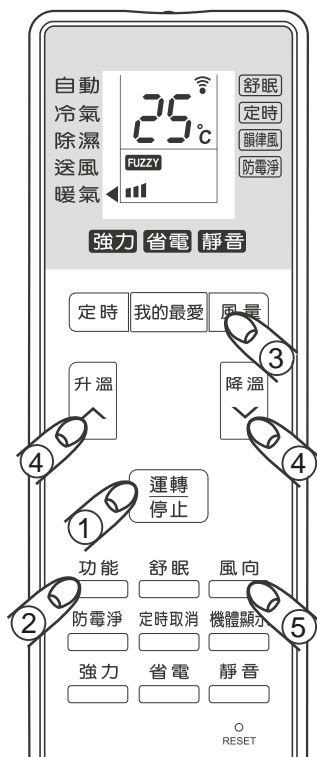 自動
冷氣
除濕
送風
暖氣
25°C
FUZZY
舒眠
定時
韻律風
防霉淨
強力 省電 靜音
定時 我的最愛 風量
③
升溫 降溫
④ ④
運轉
停止
①
功能 舒眠 風向
② ⑤
防霉淨 定時取消 機體顯示
強力 省電 靜音
RESET